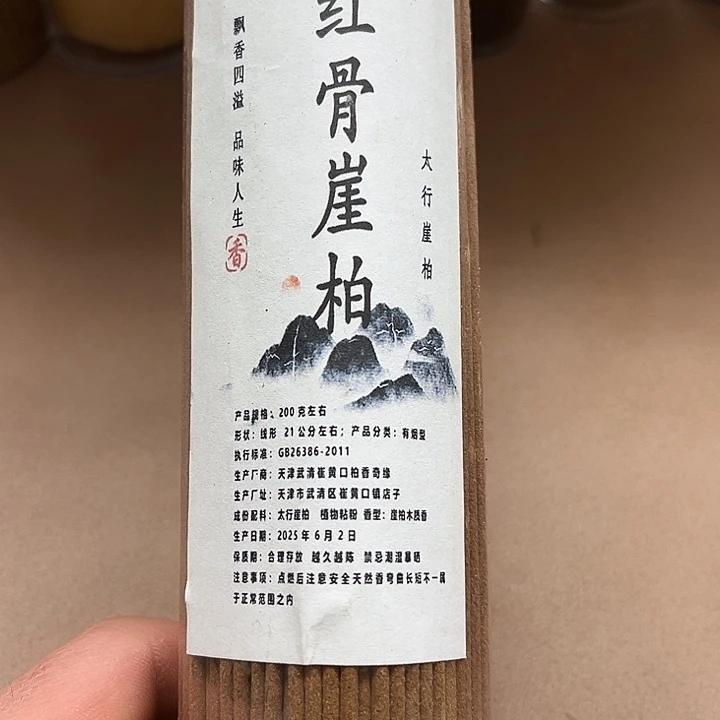 红骨崖柏
太行崖柏
飘香四溢 品味人生
香
产品规格：200克左右
形状：线形 21公分左右；产品分类：有烟型
执行标准：GB26386-2011
生产厂商：天津武清崔黄口柏香奇缘
生产厂址：天津市武清区崔黄口镇店子
成份配料：太行崖柏 植物粘粉 香型：崖柏木质香
生产日期：2025年6月2日
保质期：合理存放 越久越陈 禁忌潮湿暴晒
注意事项：点燃后注意安全天然香弯曲长短不一属
于正常范围之内